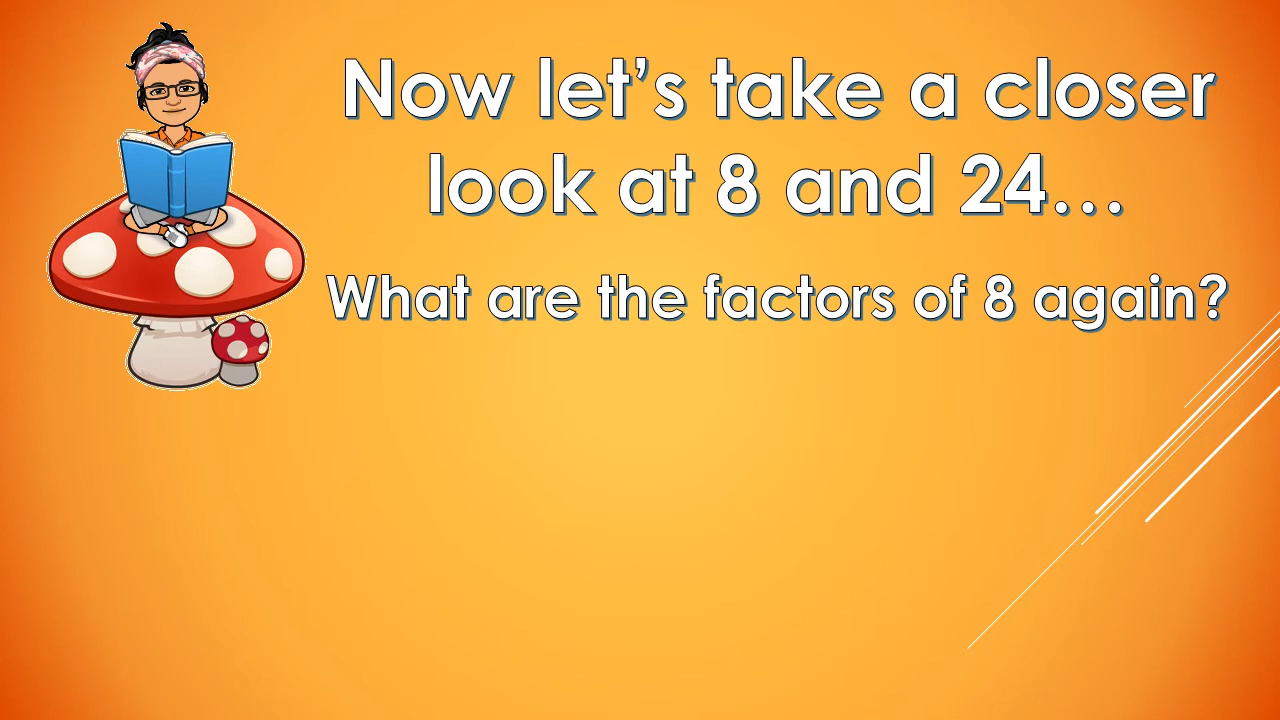 Now let’s take a closer
look at 8 and 24…
What are the factors of 8 again?